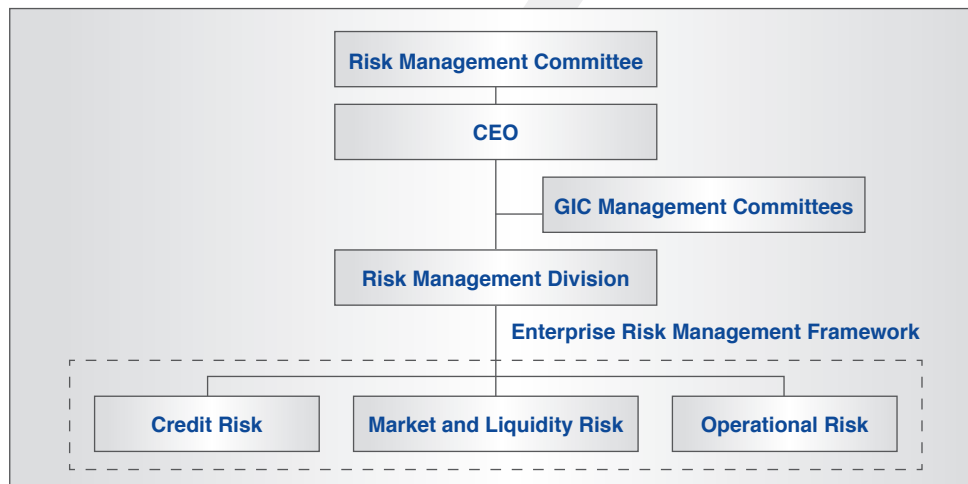 Risk Management Committee
CEO
GIC Management Committees
Risk Management Division
Enterprise Risk Management Framework
Credit Risk
Market and Liquidity Risk
Operational Risk